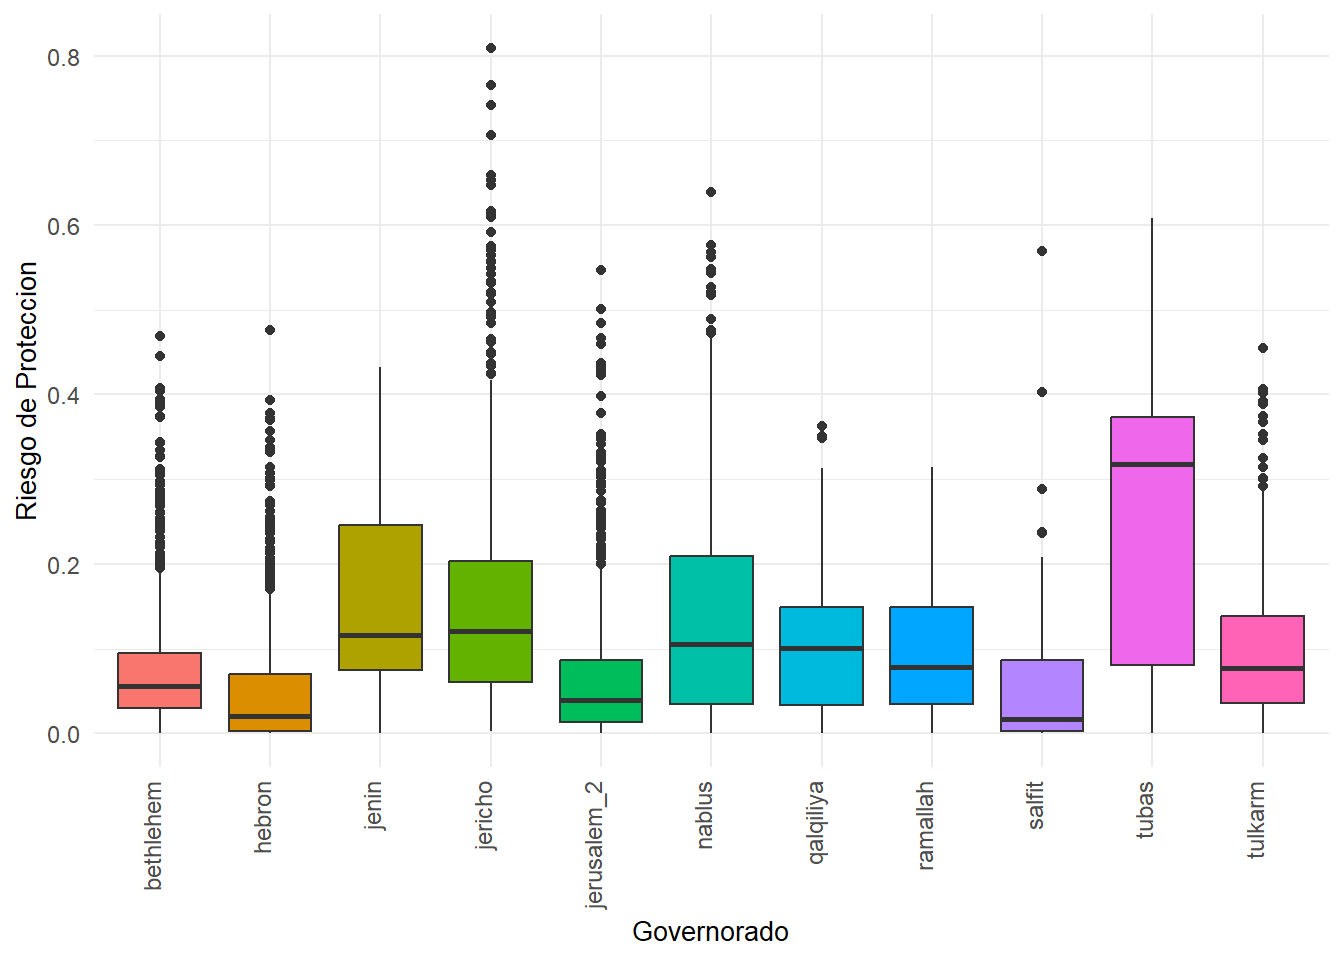 0.8
0.6
0.4
0.2
0.0
Riesgo de Proteccion
bethlehem
hebron
jenin
jericho
jerusalem_2
nablus
qalqiliya
ramallah
salfit
tubas
tulkarm
Governorado